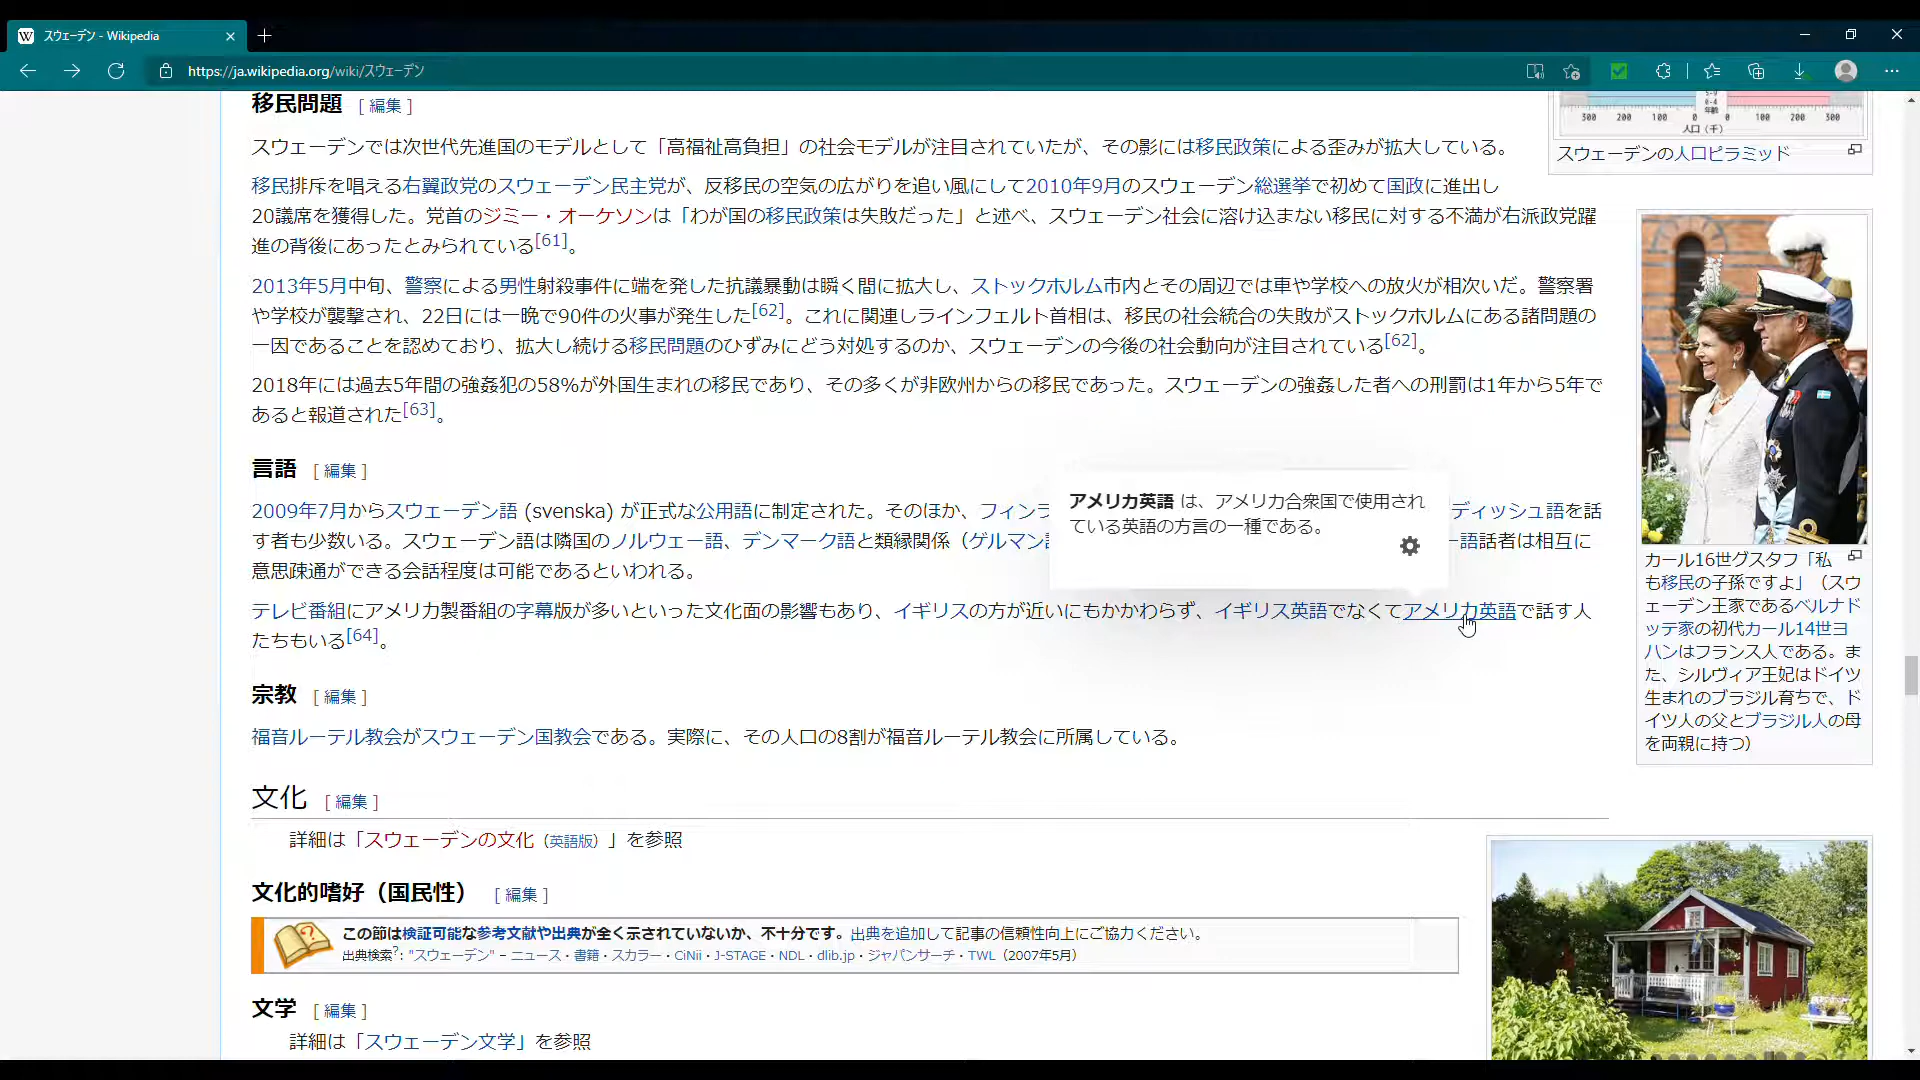 スウェーデン - Wikipedia
https://ja.wikipedia.org/wiki/スウェーデン
移民問題 [ 編集 ]
スウェーデンでは次世代先進国のモデルとして「高福祉高負担」の社会モデルが注目されていたが、その影には移民政策による歪みが拡大している。
移民排斥を唱える右翼政党のスウェーデン民主党が、反移民の空気の広がりを追い風にして2010年9月のスウェーデン総選挙で初めて国政に進出し
20議席を獲得した。党首のジミー・オーケソンは「わが国の移民政策は失敗だった」と述べ、スウェーデン社会に溶け込まない移民に対する不満が右派政党躍
進の背後にあったとみられている[61]。
2013年5月中旬、警察による男性射殺事件に端を発した抗議暴動は瞬く間に拡大し、ストックホルム市内とその周辺では車や学校への放火が相次いだ。警察署
や学校が襲撃され、22日には一晩で90件の火事が発生した[62]。これに関連しラインフェルト首相は、移民の社会統合の失敗がストックホルムにある諸問題の
一因であることを認めており、拡大し続ける移民問題のひずみにどう対処するのか、スウェーデンの今後の社会動向が注目されている[62]。
2018年には過去5年間の強姦犯の58%が外国生まれの移民であり、その多くが非欧州からの移民であった。スウェーデンの強姦した者への刑罰は1年から5年で
あると報道された[63]。
言語 [ 編集 ]
2009年7月からスウェーデン語 (svenska) が正式な公用語に制定された。そのほか、フィンラ
ディッシュ語を話
す者も少数いる。スウェーデン語は隣国のノルウェー語、デンマーク語と類縁関係（ゲルマン
ー語話者は相互に
意思疎通ができる会話程度は可能であるといわれる。
アメリカ英語 は、アメリカ合衆国で使用され
ている英語の方言の一種である。
テレビ番組にアメリカ製番組の字幕版が多いといった文化面の影響もあり、イギリスの方が近いにもかかわらず、イギリス英語でなくてアメリカ英語で話す人
たちもいる[64]。
宗教 [ 編集 ]
福音ルーテル教会がスウェーデン国教会である。実際に、その人口の8割が福音ルーテル教会に所属している。
文化 [ 編集 ]
詳細は「スウェーデンの文化（英語版）」を参照
文化的嗜好（国民性） [ 編集 ]
この節は検証可能な参考文献や出典が全く示されていないか、不十分です。出典を追加して記事の信頼性向上にご協力ください。
出典検索?: "スウェーデン" – ニュース・書籍・スカラー・CiNii・J-STAGE・NDL・dlib.jp・ジャパンサーチ・TWL（2007年5月）
文学 [ 編集 ]
詳細は「スウェーデン文学」を参照
5-9
0-4
年齢
300 200 100 0 0 100 200 300
人口 (千)
スウェーデンの人口ピラミッド
カール16世グスタフ「私
も移民の子孫ですよ」（スウ
ェーデン王家であるベルナド
ッテ家の初代カール14世ヨ
ハンはフランス人である。ま
た、シルヴィア王妃はドイツ
生まれのブラジル育ちで、ド
イツ人の父とブラジル人の母
を両親に持つ）